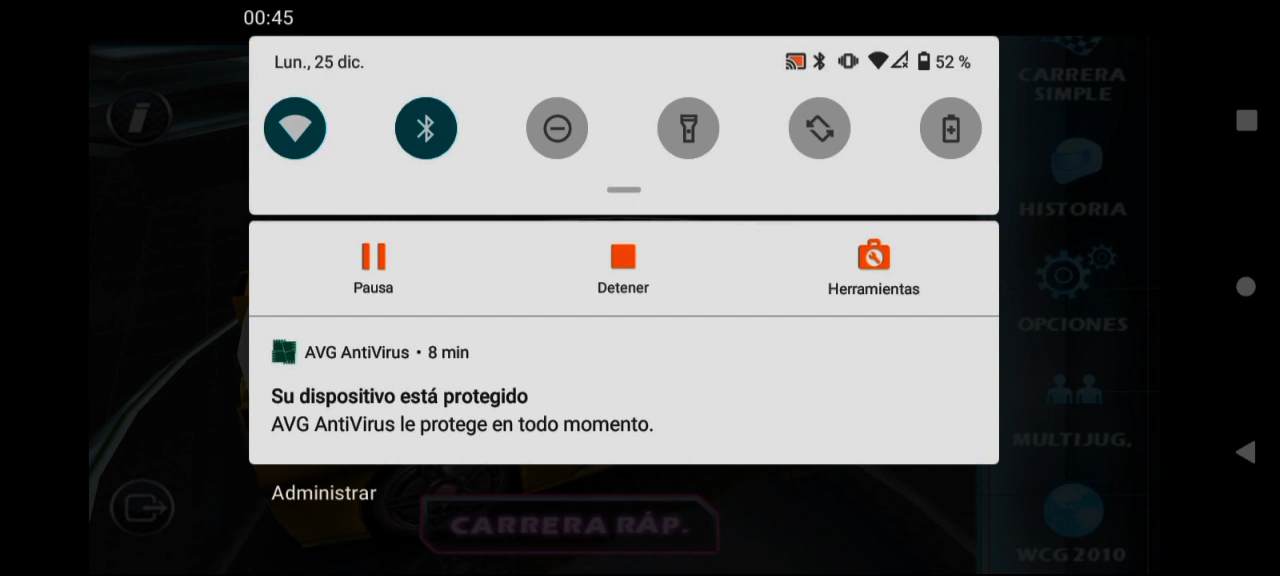 00:45
Lun., 25 dic.
52 %
CARRERA
SIMPLE
HISTORIA
Pausa
Detener
Herramientas
OPCIONES
AVG AntiVirus • 8 min
Su dispositivo está protegido
AVG AntiVirus le protege en todo momento.
MULTIJUG.
Administrar
CARRERA RÁP.
WCG 2010